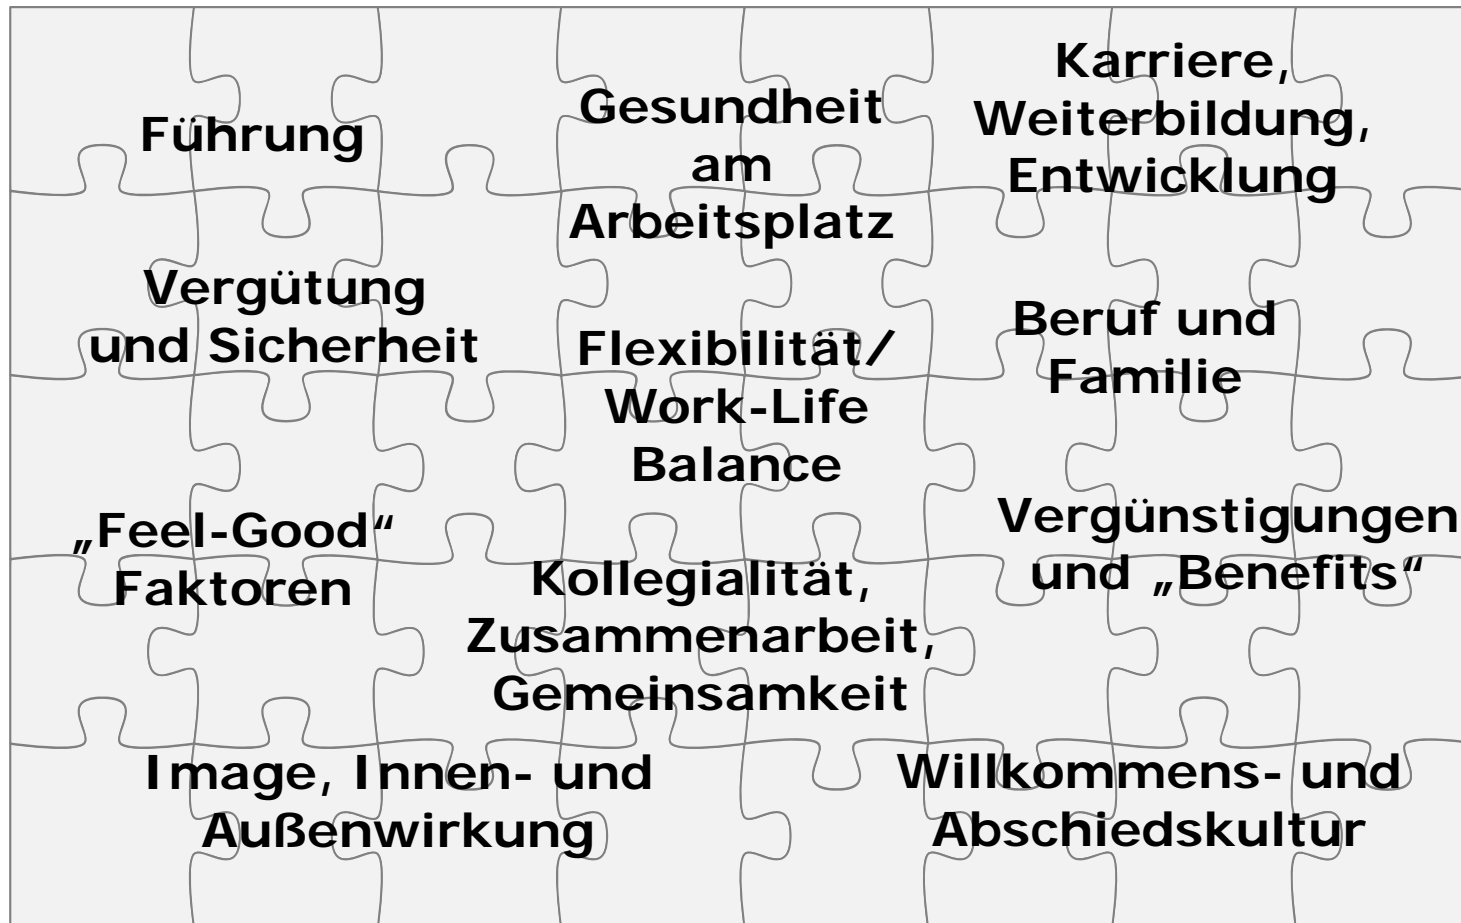 Führung
Gesundheit
am
Arbeitsplatz
Karriere,
Weiterbildung,
Entwicklung
Vergütung
und Sicherheit
Flexibilität/
Work-Life
Balance
Beruf und
Familie
„Feel-Good“
Faktoren
Kollegialität,
Zusammenarbeit,
Gemeinsamkeit
Vergünstigungen
und „Benefits“
Image, Innen- und
Außenwirkung
Willkommens- und
Abschiedskultur